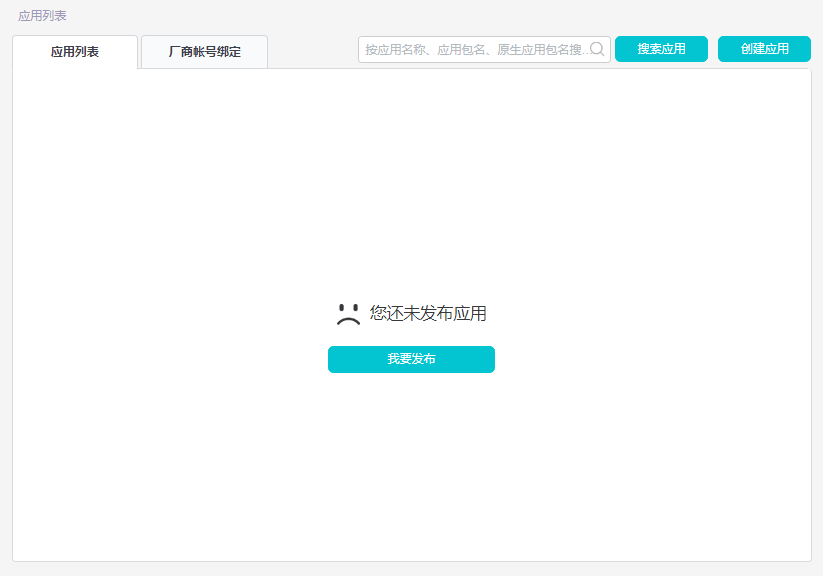 应用列表
应用列表
厂商帐号绑定
按应用名称、应用包名、原生应用包名搜...
搜索应用
创建应用
您还未发布应用
我要发布